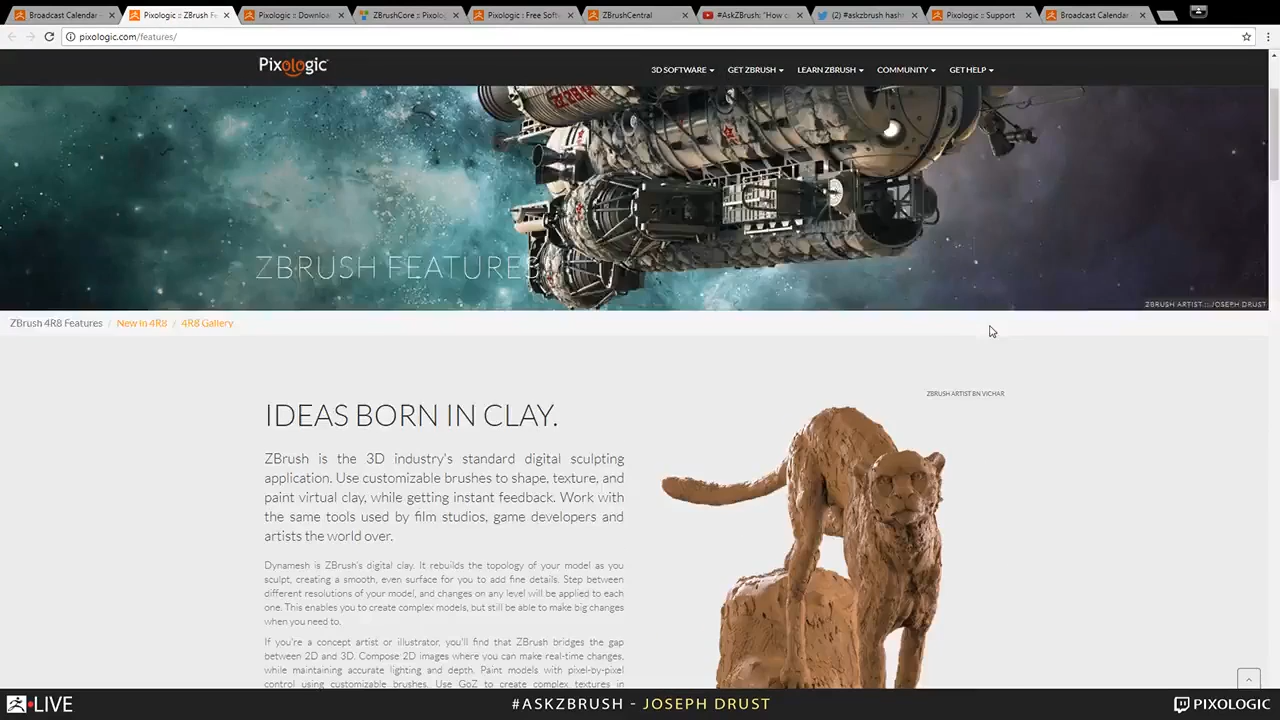 Broadcast Calendar
Pixologic :: ZBrush Fe
Pixologic :: Downloa
ZBrushCore :: Pixolog
Pixologic : Free Softw
ZBrushCentral
#AskZBrush: "How c
(2) #askzbrush hasht
Pixologic :: Support
Broadcast Calendar
pixologic.com/features/
Pixologic
3D SOFTWARE
GET ZBRUSH
LEARN ZBRUSH
COMMUNITY
GET HELP
ZBRUSH FEATURES
ZBRUSH ARTIST :: JOSEPH DRUST
ZBrush 4R8 Features / New in 4R8 / 4R8 Gallery
ZBRUSH ARTIST BN VICHAR
IDEAS BORN IN CLAY.
ZBrush is the 3D industry's standard digital sculpting
application. Use customizable brushes to shape, texture, and
paint virtual clay, while getting instant feedback. Work with
the same tools used by film studios, game developers and
artists the world over.
Dynamesh is ZBrush's digital clay. It rebuilds the topology of your model as you
sculpt, creating a smooth, even surface for you to add fine details. Step between
different resolutions of your model, and changes on any level will be applied to each
one. This enables you to create complex models, but still be able to make big changes
when you need to.
If you're a concept artist or illustrator, you'll find that ZBrush bridges the gap
between 2D and 3D. Compose 2D images where you can make real-time changes,
while maintaining accurate lighting and depth. Paint models with pixel-by-pixel
control using customizable brushes. Use GoZ to create complex textures in
LIVE
#ASKZBRUSH - JOSEPH DRUST
PIXOLOGIC